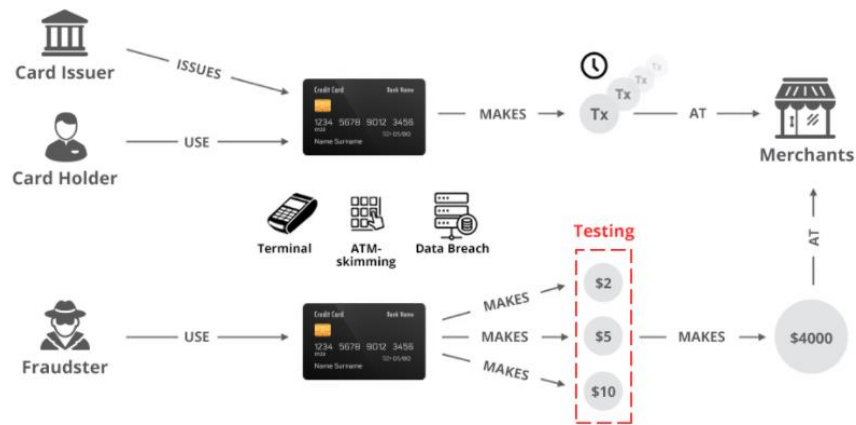 Card Issuer
ISSUES
Credit Card Bank Name
1234 5678 9012 3456
Name Surname
MAKES
Tx
Tx
Tx
Tx
AT
Merchants
Card Holder
USE
Terminal
ATM-
skimming
Data Breach
Testing
AT
Fraudster
USE
Credit Card Bank Name
1234 5678 9012 3456
Name Surname
MAKES
MAKES
MAKES
$2
$5
$10
MAKES
$4000